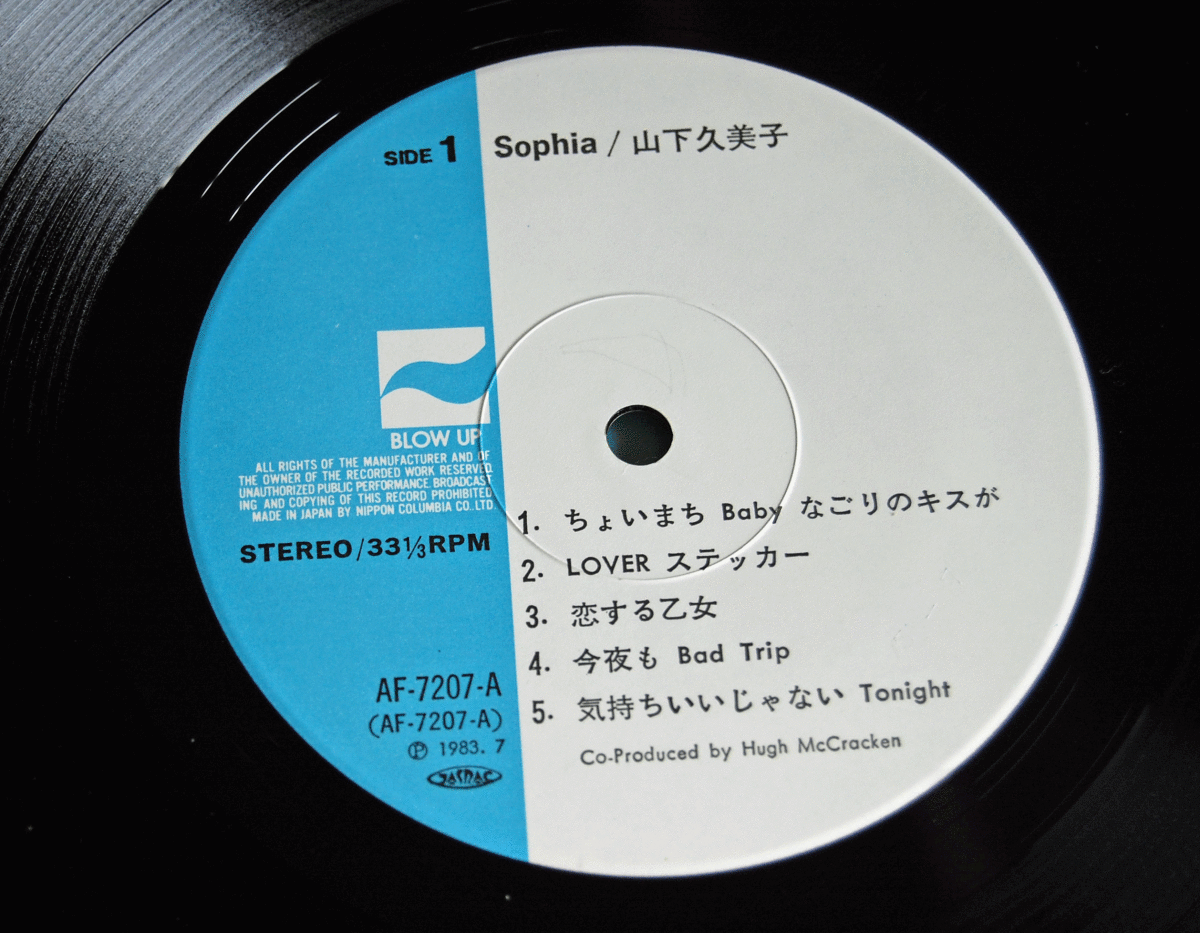 SIDE 1
Sophia / 山下久美子
BLOW UP
ALL RIGHTS OF THE MANUFACTURER AND OF
THE OWNER OF THE RECORDED WORK RESERVED.
UNAUTHORIZED PUBLIC PERFORMANCE. BROADCAST
ING AND COPYING OF THIS RECORD PROHIBITED
MADE IN JAPAN BY NIPPON COLUMBIA CO., LTD.
STEREO/33⅓RPM
1. ちょいまち Baby なごりのキスが
2. LOVER ステッカー
3. 恋する乙女
4. 今夜も Bad Trip
5. 気持ちいいじゃない Tonight
Co-Produced by Hugh McCracken
AF-7207-A
(AF-7207-A)
Ⓟ 1983. 7
JASRAC